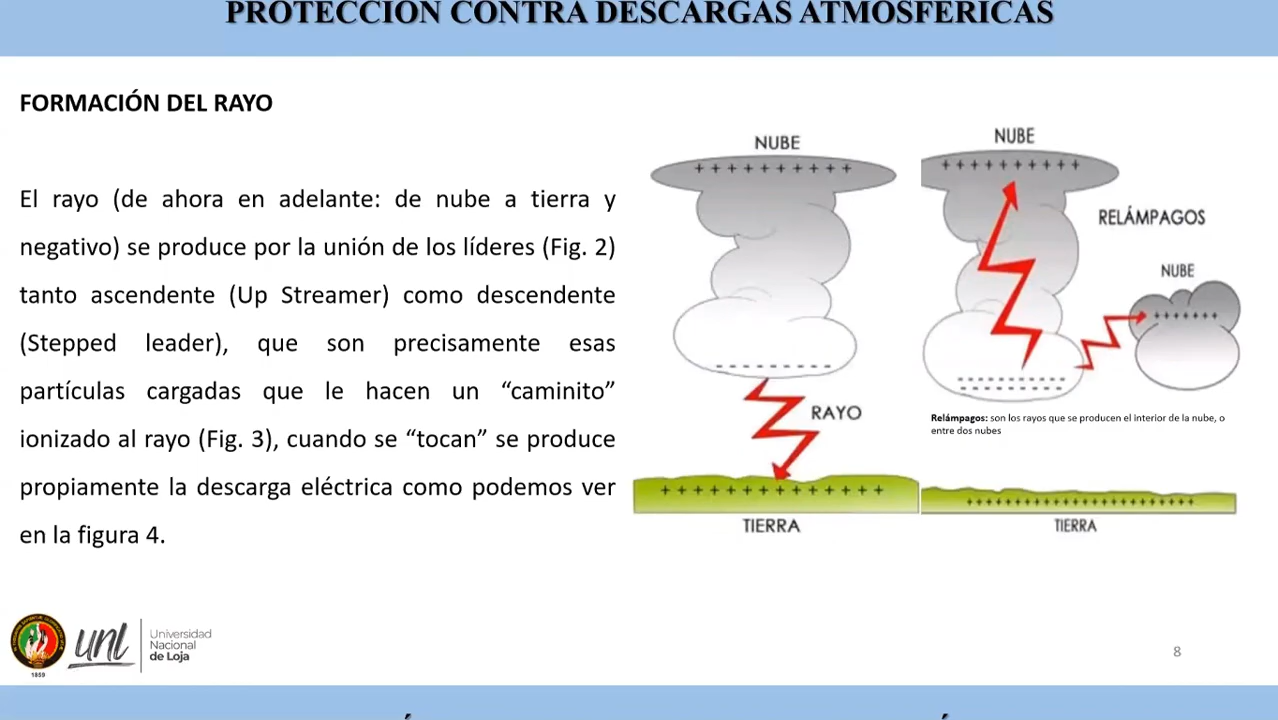 PROTECCIÓN CONTRA DESCARGAS ATMOSFÉRICAS
FORMACIÓN DEL RAYO
El rayo (de ahora en adelante: de nube a tierra y
negativo) se produce por la unión de los líderes (Fig. 2)
tanto ascendente (Up Streamer) como descendente
(Stepped leader), que son precisamente esas
partículas cargadas que le hacen un “caminito”
ionizado al rayo (Fig. 3), cuando se “tocan” se produce
propiamente la descarga eléctrica como podemos ver
en la figura 4.
NUBE
+ + + + + + + + + + +
- - - - - - - - - -
RAYO
+ + + + + + + + + + + + + +
TIERRA
NUBE
+ + + + + + + + + + +
RELÁMPAGOS
NUBE
+ + + + + + +
Relámpagos: son los rayos que se producen el interior de la nube, o
entre dos nubes
TIERRA
1859
unl
Universidad
Nacional
de Loja
8